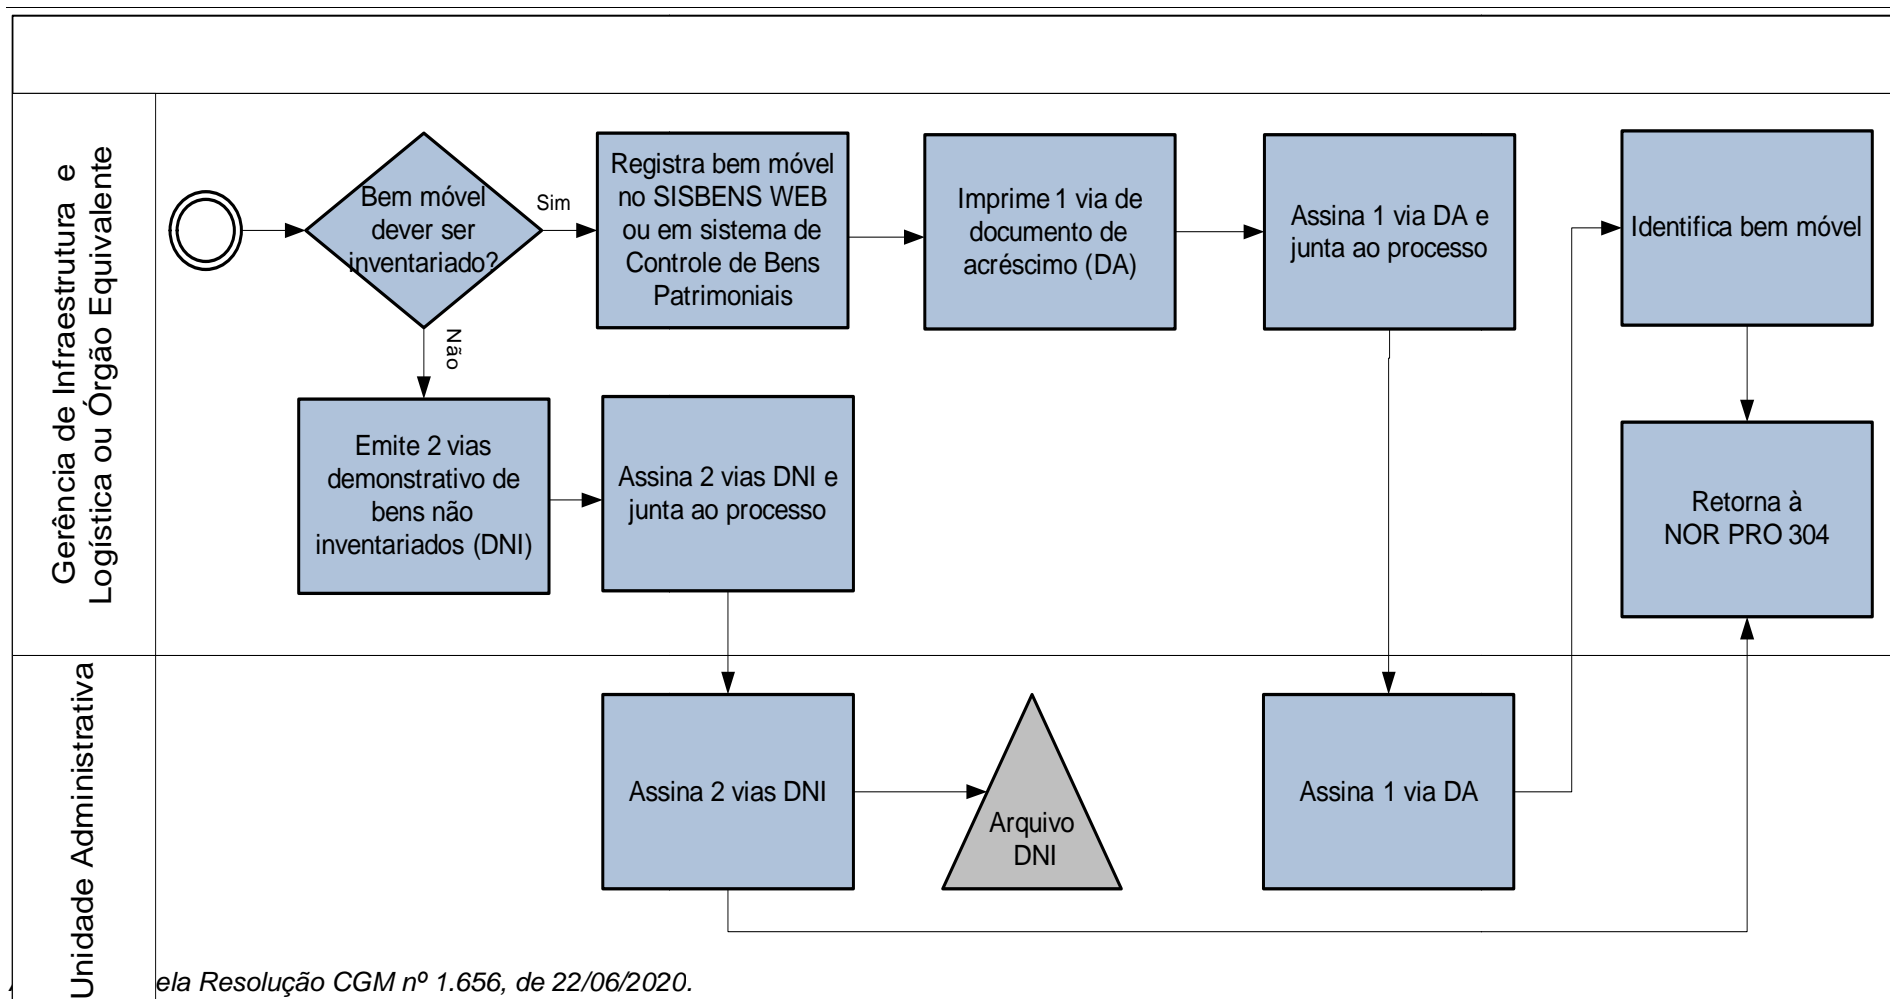 Gerência de Infraestrutura e
Logística ou Órgão Equivalente
Bem móvel
dever ser
inventariado?
Sim
Não
Registra bem móvel
no SISBENS WEB
ou em sistema de
Controle de Bens
Patrimoniais
Imprime 1 via de
documento de
acréscimo (DA)
Assina 1 via DA e
junta ao processo
Identifica bem móvel
Emite 2 vias
demonstrativo de
bens não
inventariados (DNI)
Assina 2 vias DNI e
junta ao processo
Retorna à
NOR PRO 304
Unidade Administrativa
Assina 2 vias DNI
Arquivo
DNI
Assina 1 via DA
ela Resolução CGM nº 1.656, de 22/06/2020.